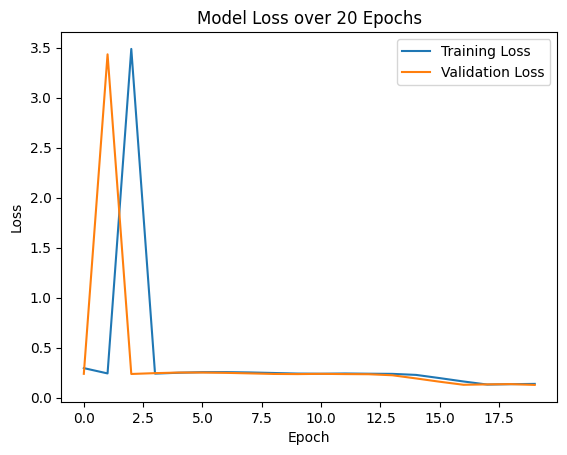 Model Loss over 20 Epochs
Training Loss
Validation Loss
Loss
3.5
3.0
2.5
2.0
1.5
1.0
0.5
0.0
0.0 2.5 5.0 7.5 10.0 12.5 15.0 17.5
Epoch